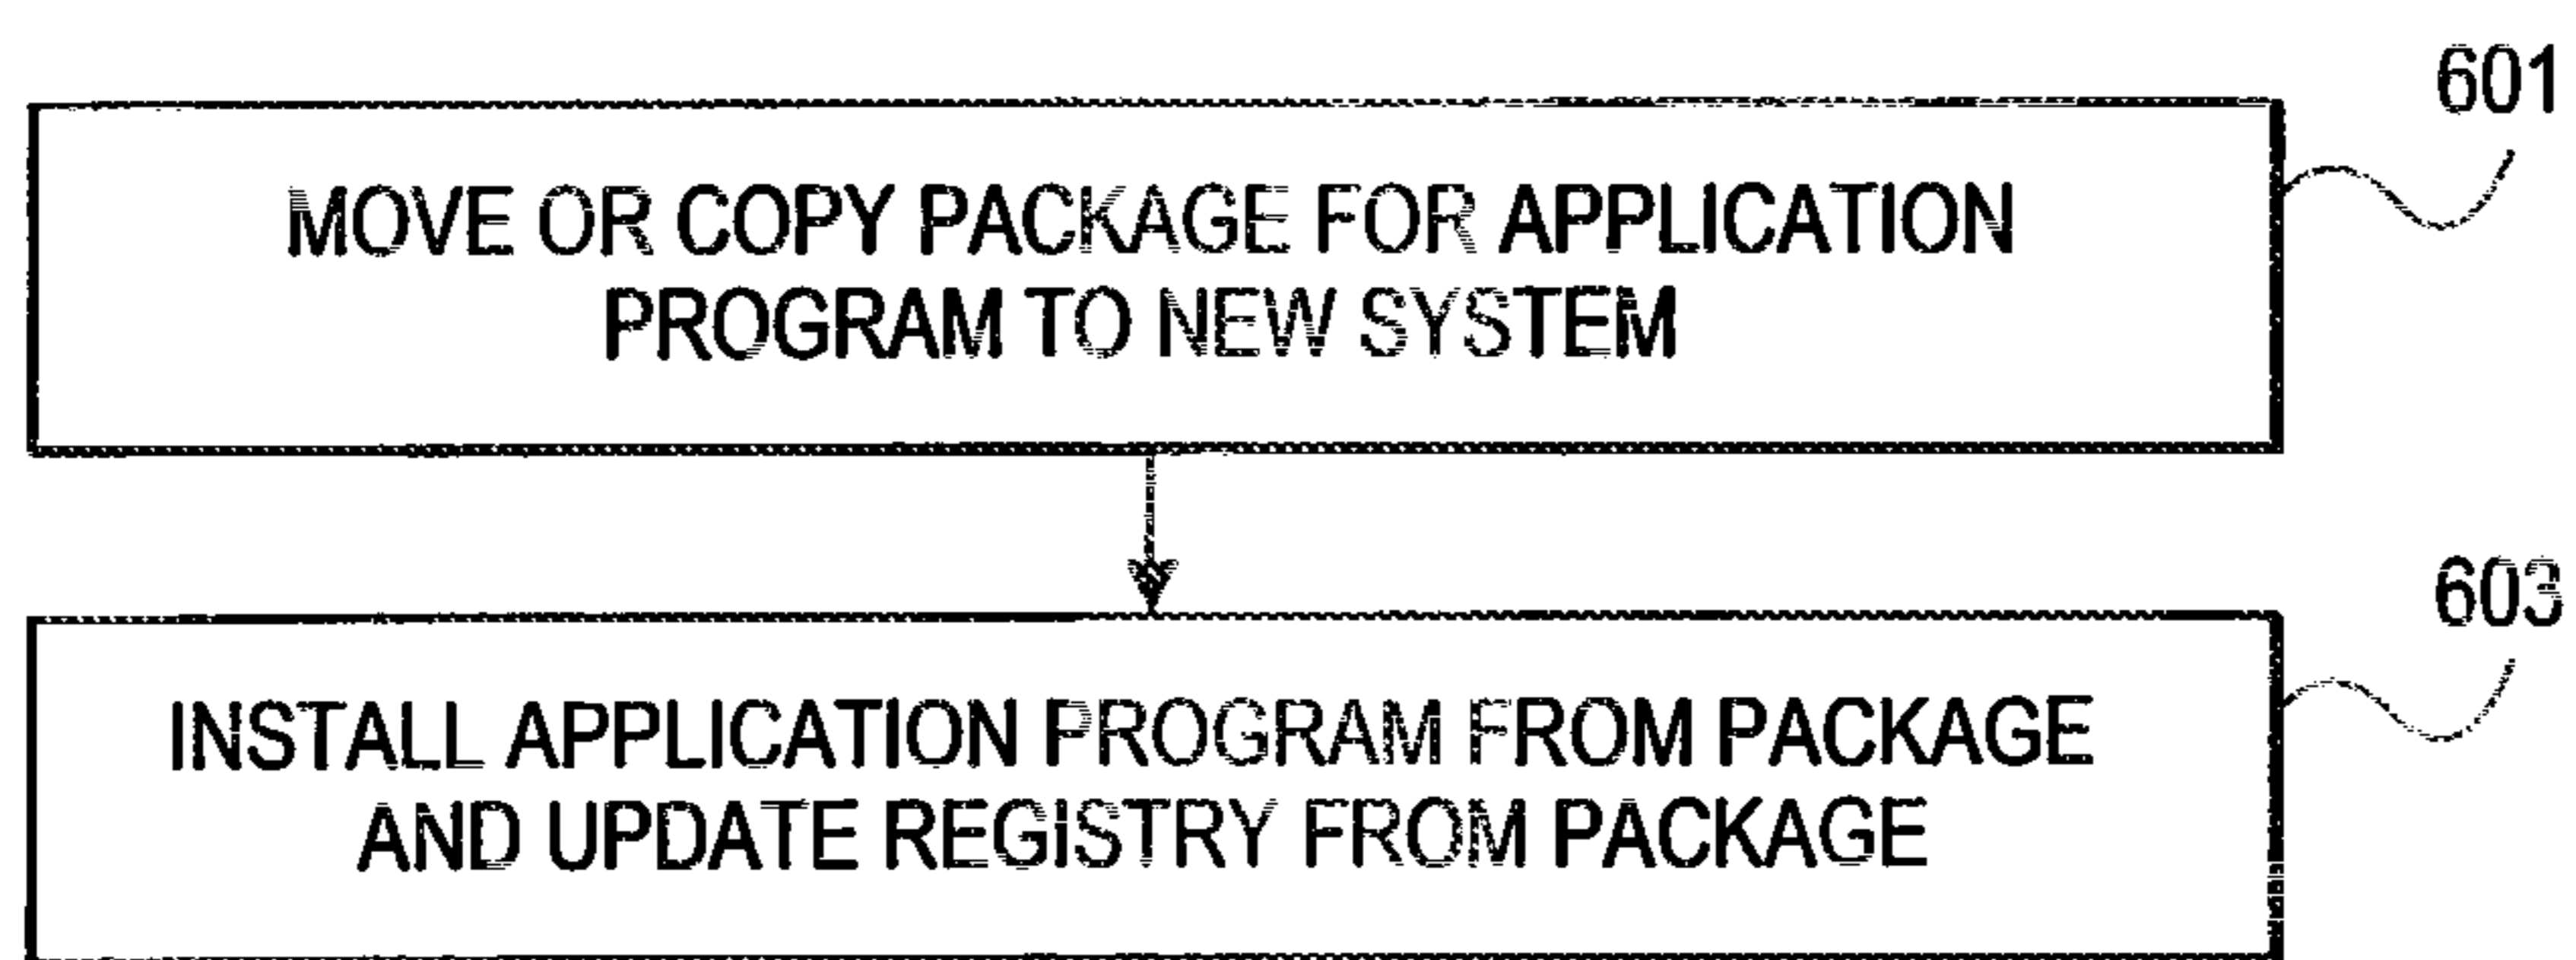 601
MOVE OR COPY PACKAGE FOR APPLICATION
PROGRAM TO NEW SYSTEM
603
INSTALL APPLICATION PROGRAM FROM PACKAGE
AND UPDATE REGISTRY FROM PACKAGE